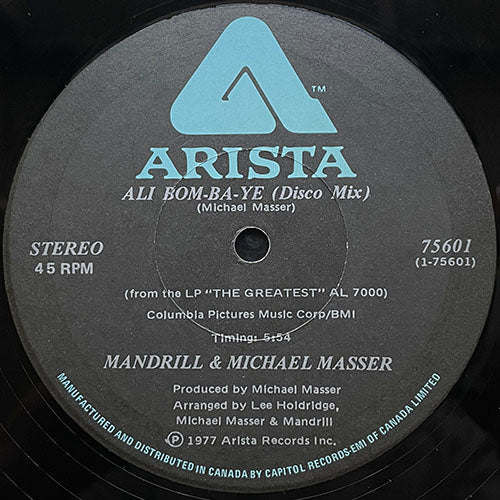 TM
ARISTA
ALI BOM-BA-YE (Disco Mix)
(Michael Masser)
STEREO
45 RPM
75601
(1-75601)
(from the LP "THE GREATEST" AL 7000)
Columbia Pictures Music Corp/BMI
Timing: 5:54
MANDRILL & MICHAEL MASSER
Produced by Michael Masser
Arranged by Lee Holdridge,
Michael Masser & Mandrill
Ⓟ 1977 Arista Records Inc.
MANUFACTURED AND DISTRIBUTED IN CANADA BY CAPITOL RECORDS-EMI OF CANADA LIMITED